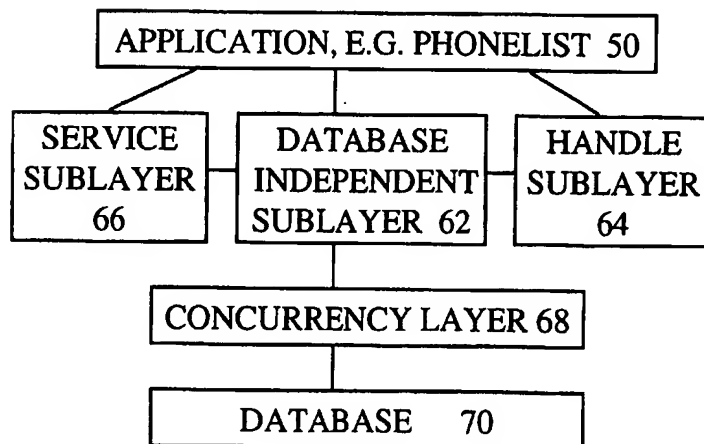 APPLICATION, E.G. PHONELIST 50
SERVICE
SUBLAYER
66
DATABASE
INDEPENDENT
SUBLAYER 62
HANDLE
SUBLAYER
64
CONCURRENCY LAYER 68
DATABASE 70